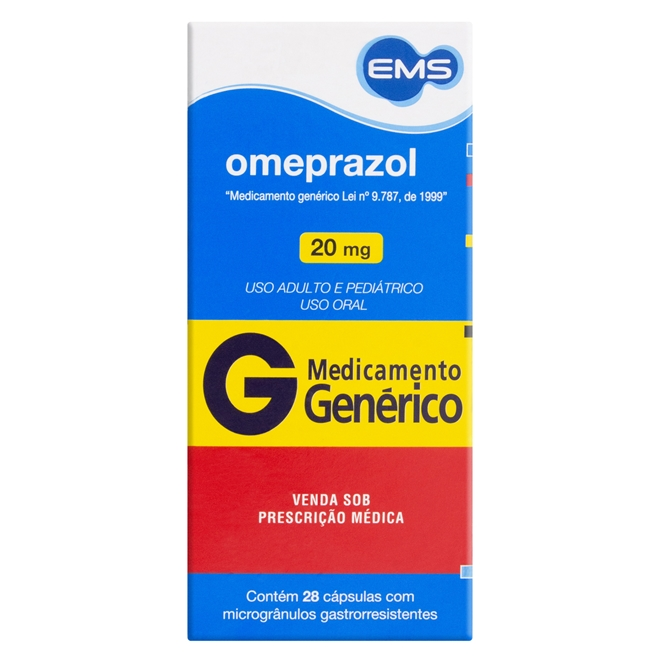 EMS
omeprazol
“Medicamento genérico Lei nº 9.787, de 1999”
20 mg
USO ADULTO E PEDIÁTRICO
USO ORAL
G
Medicamento
Genérico
VENDA SOB
PRESCRIÇÃO MÉDICA
Contém 28 cápsulas com
microgrânulos gastrorresistentes